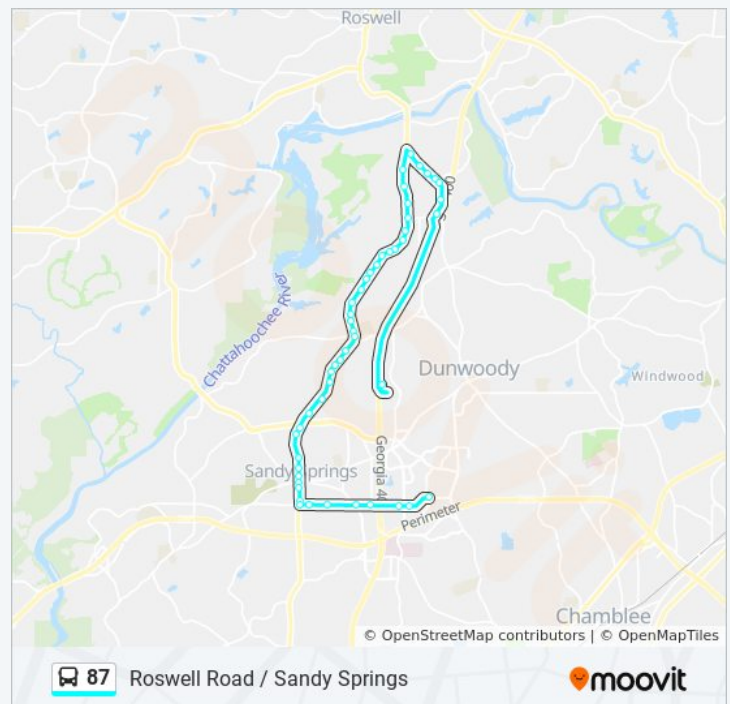 Roswell
Chattahoochee River
Dunwoody
Windwood
Georgia 40
Sandy Springs
Perimeter
Chamblee
© OpenStreetMap contributors | © OpenMapTiles
87 Roswell Road / Sandy Springs
moovit